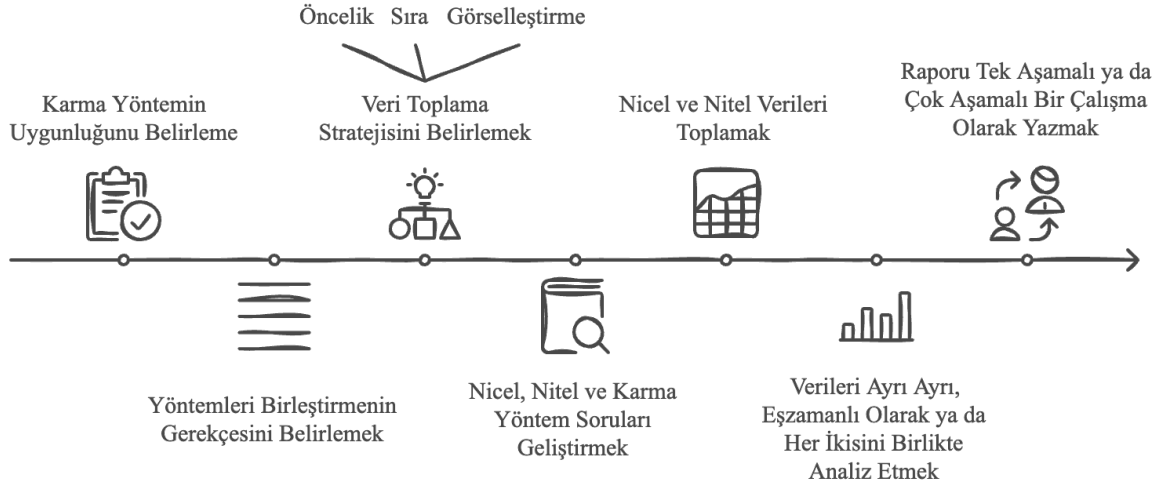 Öncelik Sıra Görselleştirme
Karma Yöntemin
Uygunluğunu Belirleme
Veri Toplama
Stratejisini Belirlemek
Nicel ve Nitel Verileri
Toplamak
Raporu Tek Aşamalı ya da
Çok Aşamalı Bir Çalışma
Olarak Yazmak
Yöntemleri Birleştirmenin
Gerekçesini Belirlemek
Nicel, Nitel ve Karma
Yöntem Soruları
Geliştirmek
Verileri Ayrı Ayrı,
Eşzamanlı Olarak ya da
Her İkisini Birlikte
Analiz Etmek